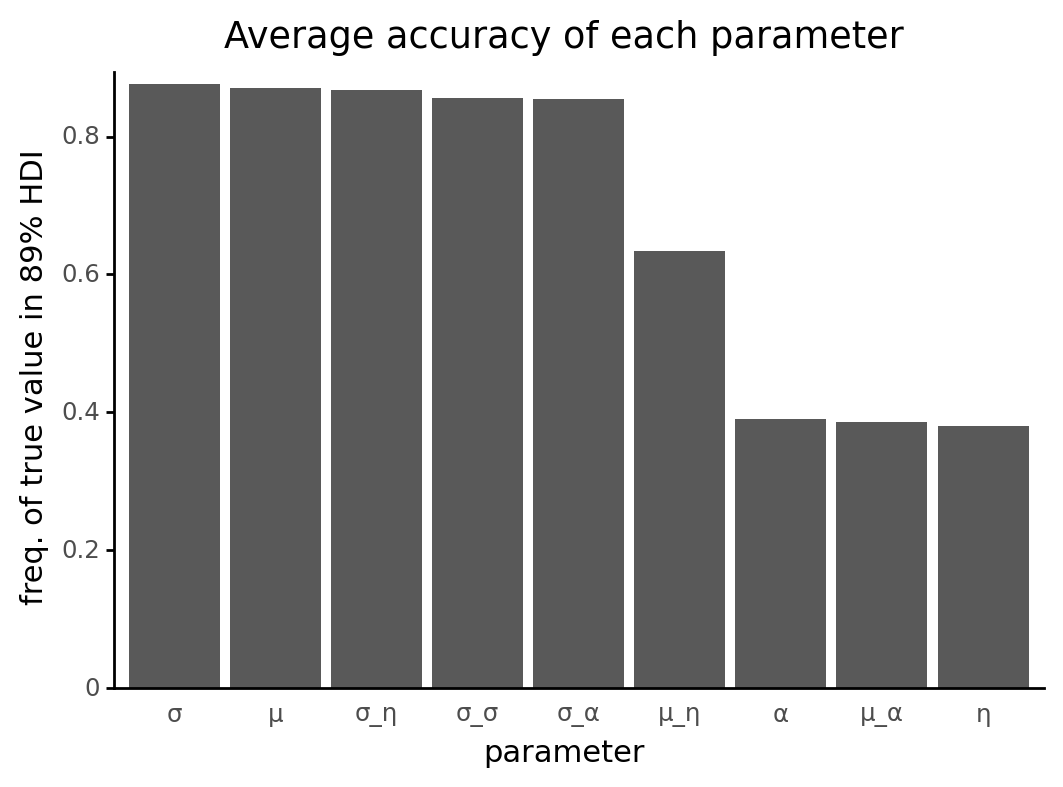 Average accuracy of each parameter
freq. of true value in 89% HDI
0.8
0.6
0.4
0.2
0
σ μ σ_η σ_σ σ_α μ_η α μ_α η
parameter